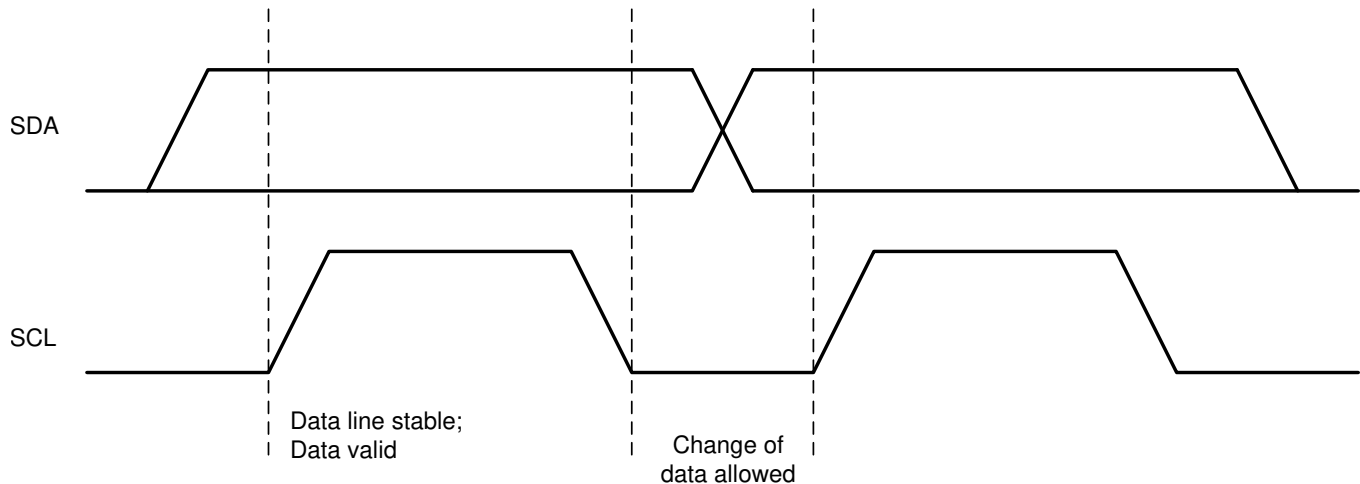 SDA
SCL
Data line stable;
Data valid
Change of
data allowed